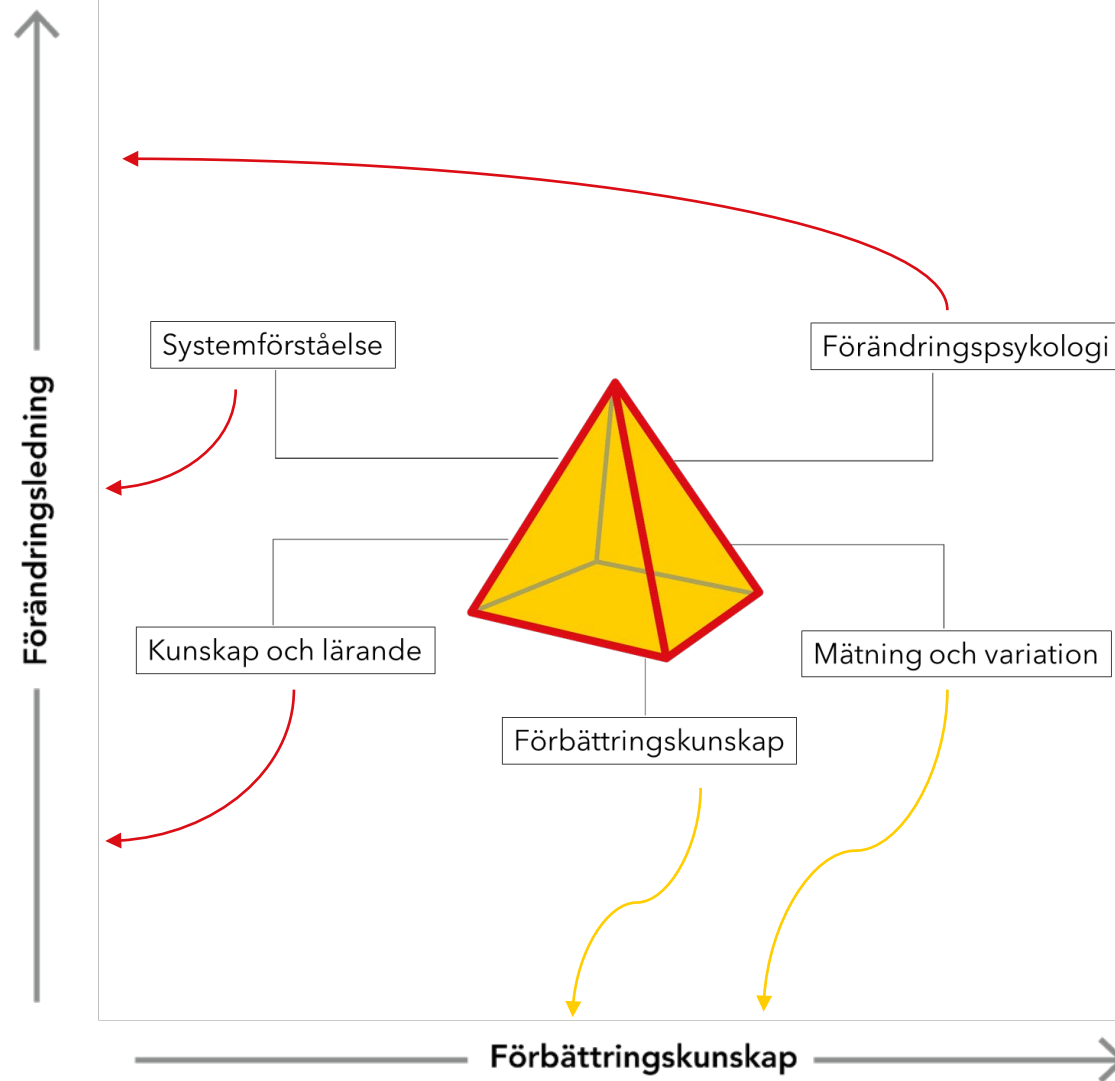 Systemförståelse
Förändringspsykologi
Förändringsledning
Kunskap och lärande
Mätning och variation
Förbättringskunskap
Förbättringskunskap